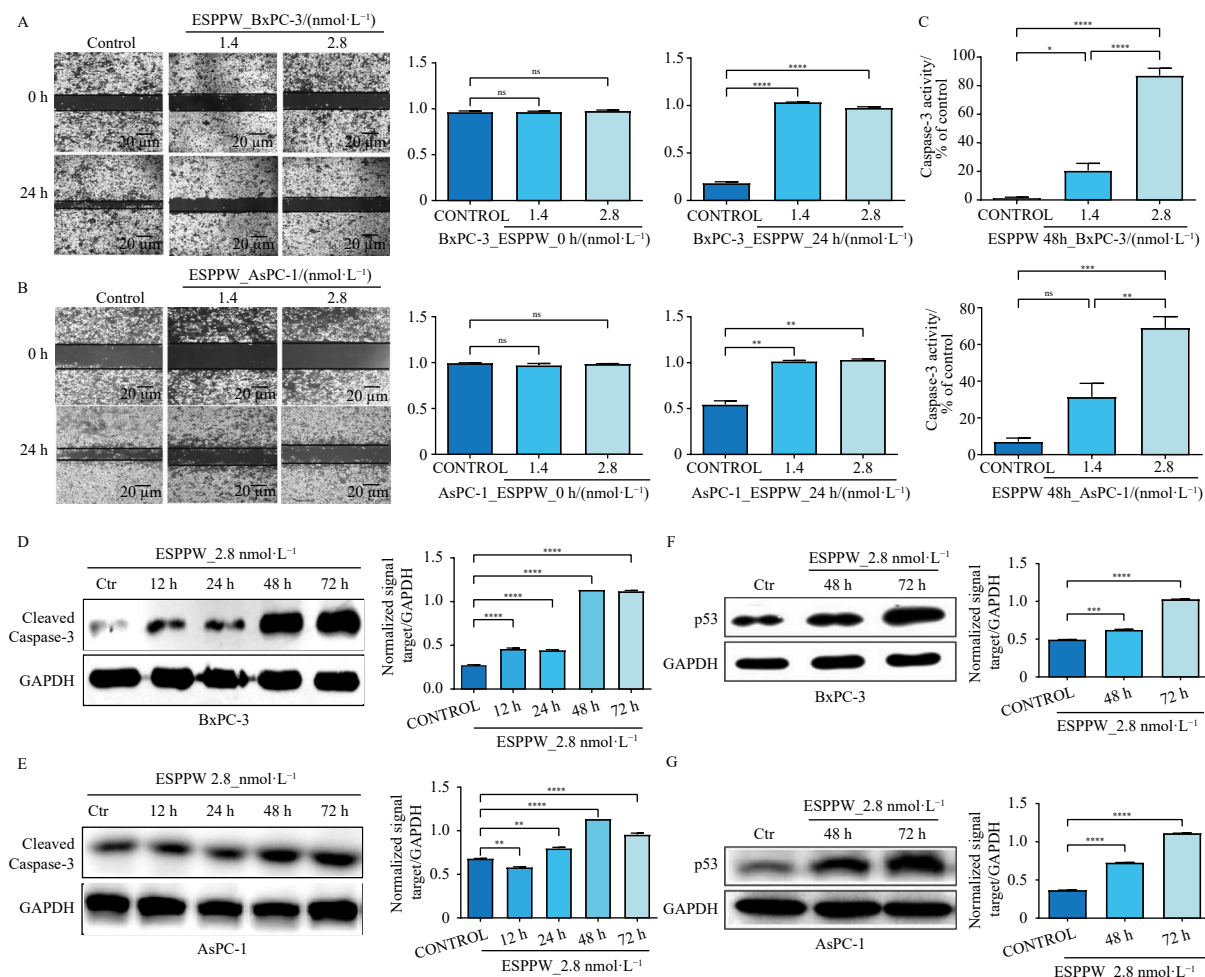 A
ESPPW_BxPC-3/(nmol·L⁻¹)
Control 1.4 2.8
0 h
20 μm 20 μm 20 μm
24 h
20 μm 20 μm 20 μm
1.5
1.0
0.5
1
ns
ns
CONTROL 1.4 2.8
BxPC-3_ESPPW_0 h/(nmol·L⁻¹)
1.5
1.0
0.5
1
****
****
CONTROL 1.4 2.8
BxPC-3_ESPPW_24 h/(nmol·L⁻¹)
C
Caspase-3 activity/
% of control
100
80
60
40
20
0
****
* ****
CONTROL 1.4 2.8
ESPPW 48h_BxPC-3/(nmol·L⁻¹)
B
ESPPW_AsPC-1/(nmol·L⁻¹)
Control 1.4 2.8
0 h
20 μm 20 μm 20 μm
24 h
20 μm 20 μm 20 μm
1.5
1.0
0.5
1
ns
ns
CONTROL 1.4 2.8
AsPC-1_ESPPW_0 h/(nmol·L⁻¹)
1.5
1.0
0.5
0
**
**
CONTROL 1.4 2.8
AsPC-1_ESPPW_24 h/(nmol·L⁻¹)
Caspase-3 activity/
% of control
80
60
40
70
0
***
ns **
CONTROL 1.4 2.8
ESPPW 48h_AsPC-1/(nmol·L⁻¹)
D
ESPPW_2.8 nmol·L⁻¹
Ctr 12 h 24 h 48 h 72 h
Cleaved
Caspase-3
GAPDH
BxPC-3
Normalized signal
target/GAPDH
1.5
1.0
0.5
0.0
****
****
****
****
CONTROL 12 h 24 h 48 h 72 h
ESPPW_2.8 nmol·L⁻¹
F
ESPPW_2.8 nmol·L⁻¹
Ctr 48 h 72 h
p53
GAPDH
BxPC-3
Normalized signal
target/GAPDH
1.5
1.0
0.5
0
****
***
CONTROL 48 h 72 h
ESPPW_2.8 nmol·L⁻¹
E
ESPPW 2.8_nmol·L⁻¹
Ctr 12 h 24 h 48 h 72 h
Cleaved
Caspase-3
GAPDH
AsPC-1
Normalized signal
target/GAPDH
1.5
1.0
0.5
0
****
****
**
**
CONTROL 12 h 24 h 48 h 72 h
ESPPW_2.8 nmol·L⁻¹
G
ESPPW_2.8 nmol·L⁻¹
Ctr 48 h 72 h
p53
GAPDH
AsPC-1
Normalized signal
target/GAPDH
1.5
1.0
0.5
0
****
****
CONTROL 48 h 72 h
ESPPW_2.8 nmol·L⁻¹